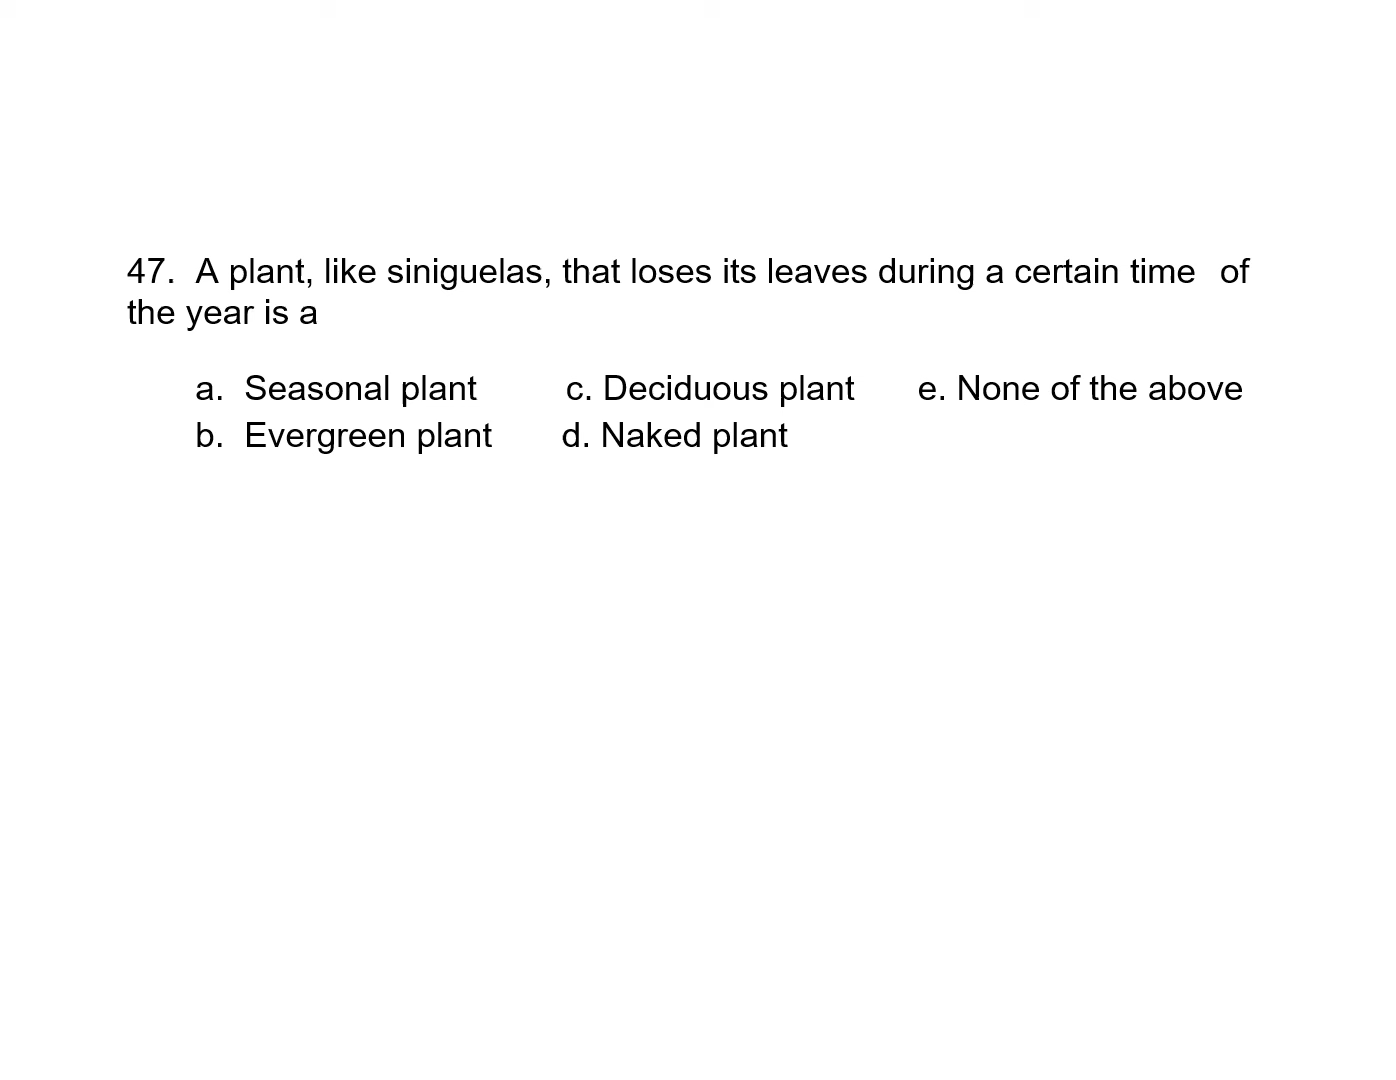 47. A plant, like siniguelas, that loses its leaves during a certain time of
the year is a
a. Seasonal plant c. Deciduous plant e. None of the above
b. Evergreen plant d. Naked plant